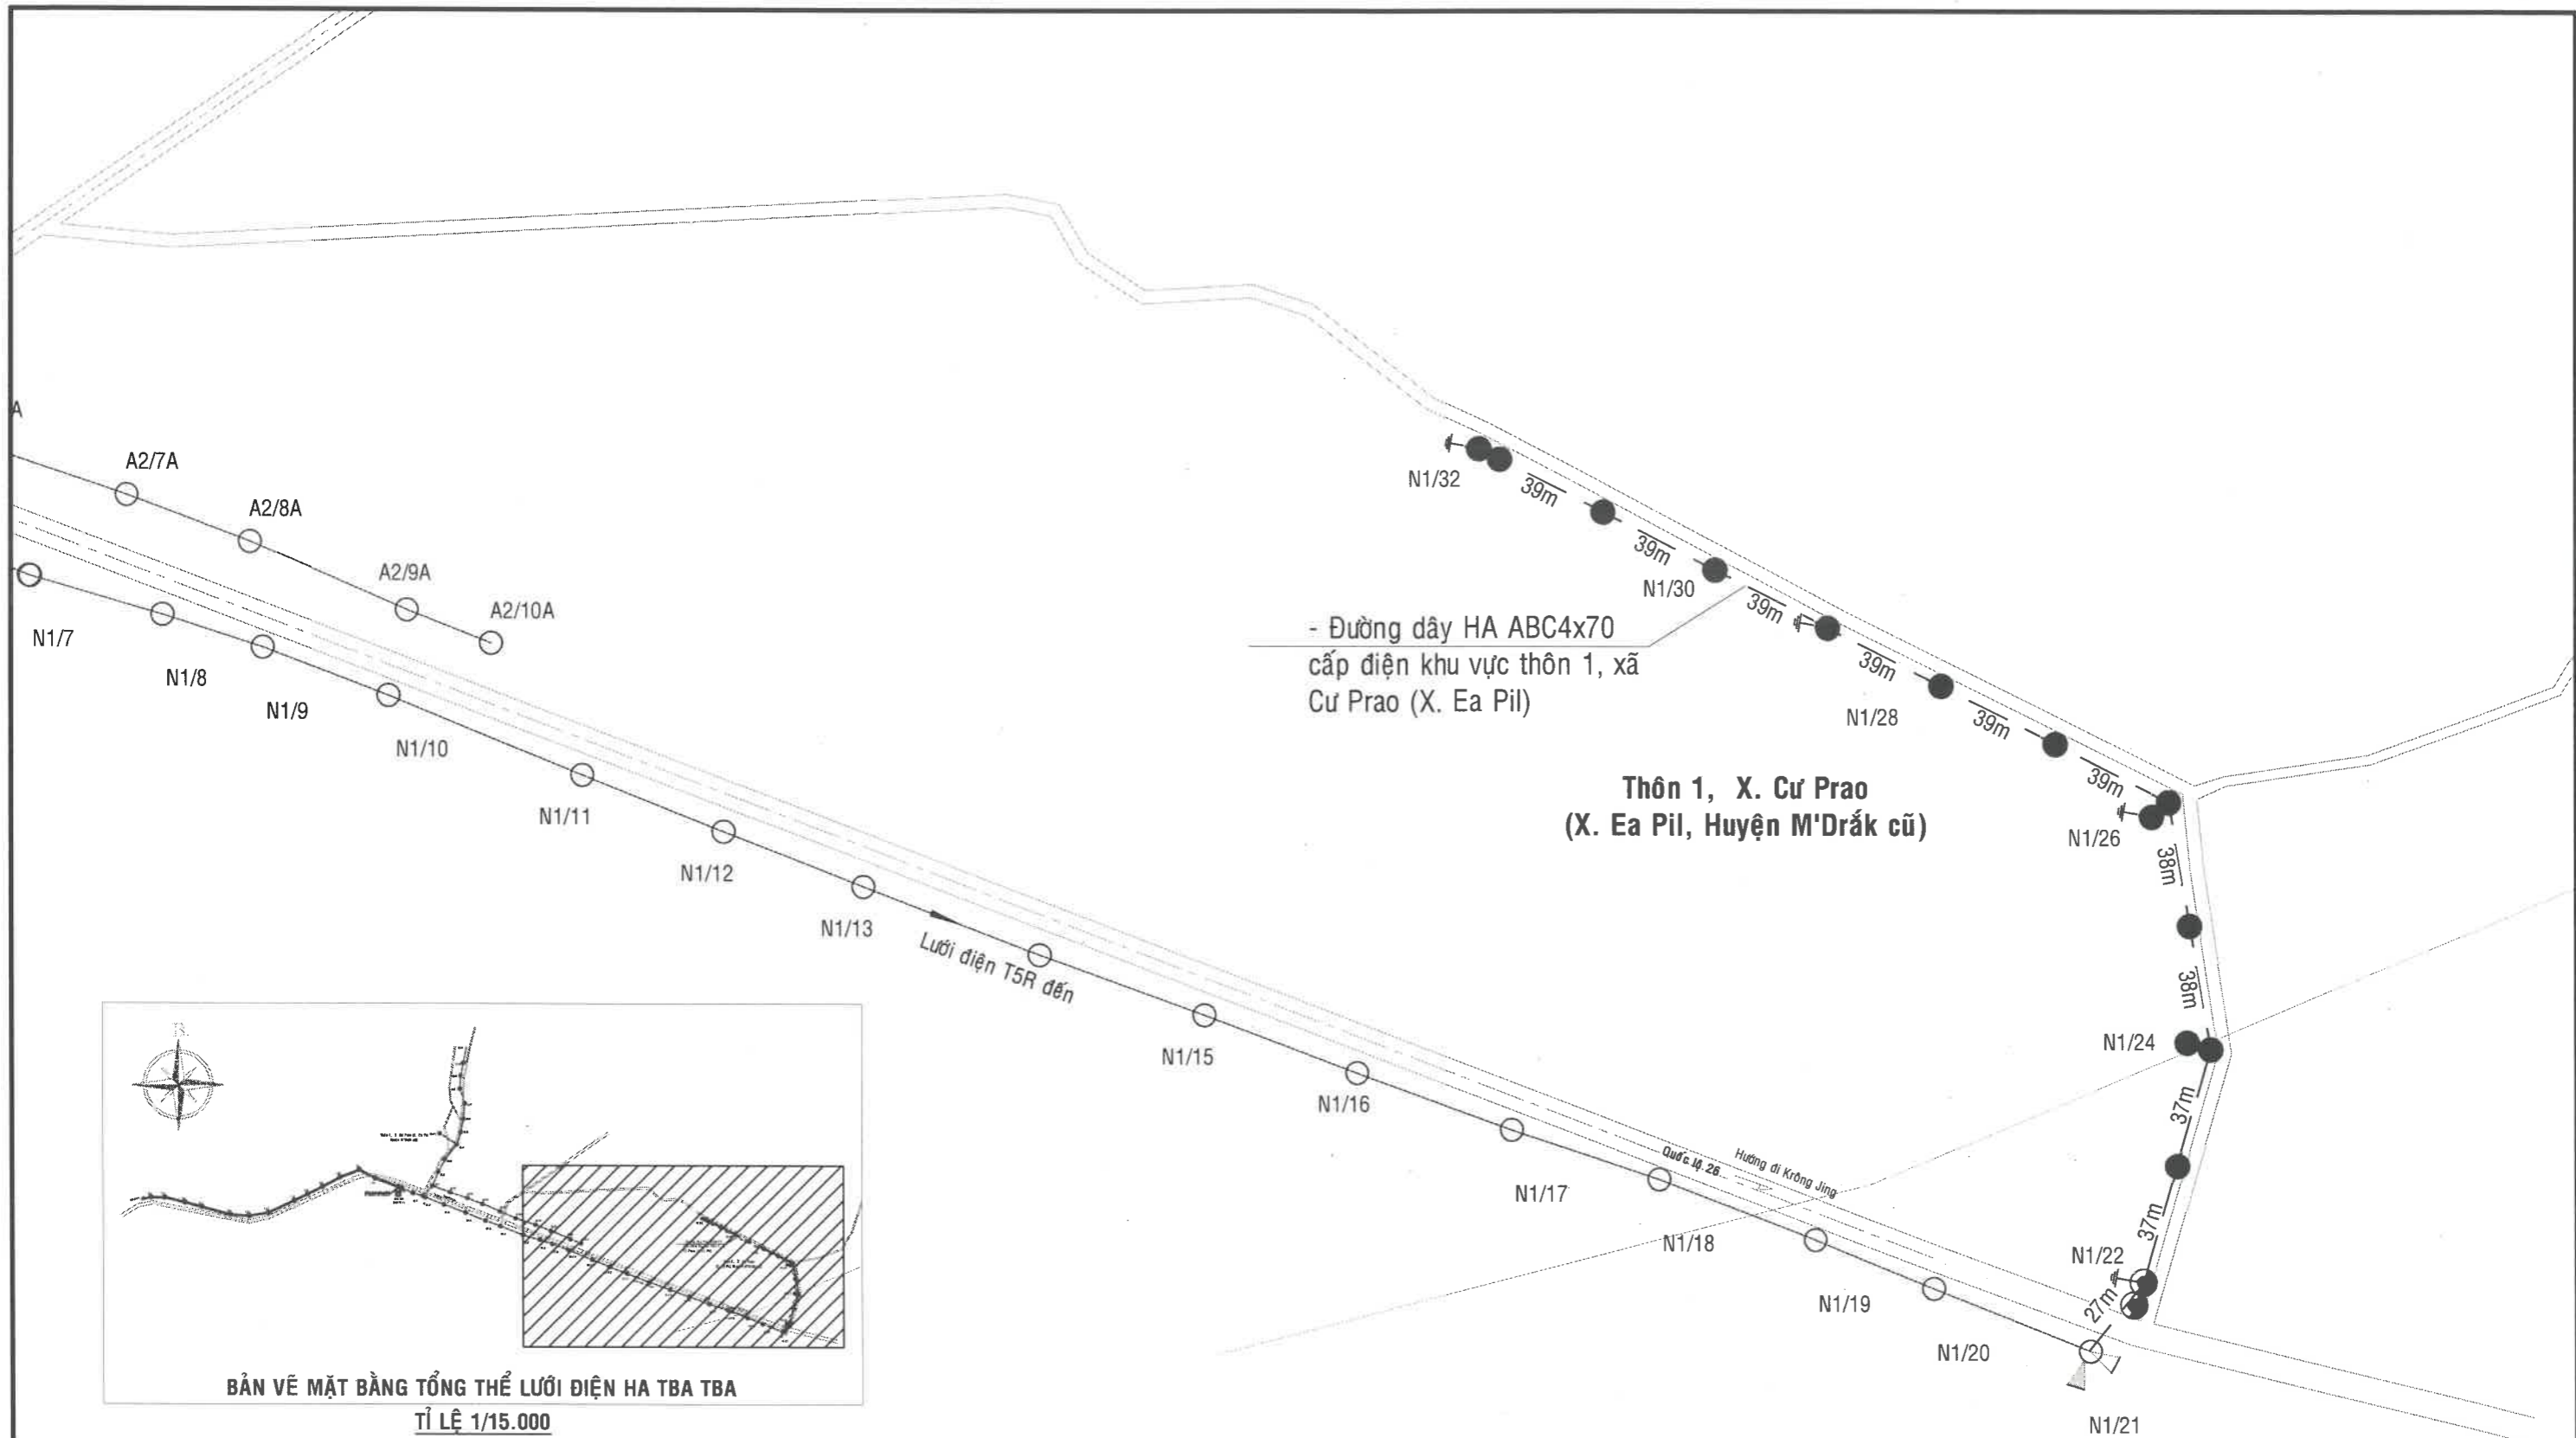 A
A2/7A
A2/8A
A2/9A
A2/10A
N1/7
N1/8
N1/9
N1/10
N1/11
N1/12
N1/13
Lưới điện T5R đến
N1/15
N1/16
N1/17
N1/18
N1/19
N1/20
N1/21
Quốc lộ 26
Hướng đi Krông Jing
N1/32
39m
39m
N1/30
39m
39m
N1/28
39m
39m
N1/26
38m
38m
N1/24
37m
37m
N1/22
27m
- Đường dây HA ABC4x70
cấp điện khu vực thôn 1, xã
Cư Prao (X. Ea Pil)
Thôn 1, X. Cư Prao
(X. Ea Pil, Huyện M'Drắk cũ)
B
BẢN VẼ MẶT BẰNG TỔNG THỂ LƯỚI ĐIỆN HA TBA TBA
TỈ LỆ 1/15.000